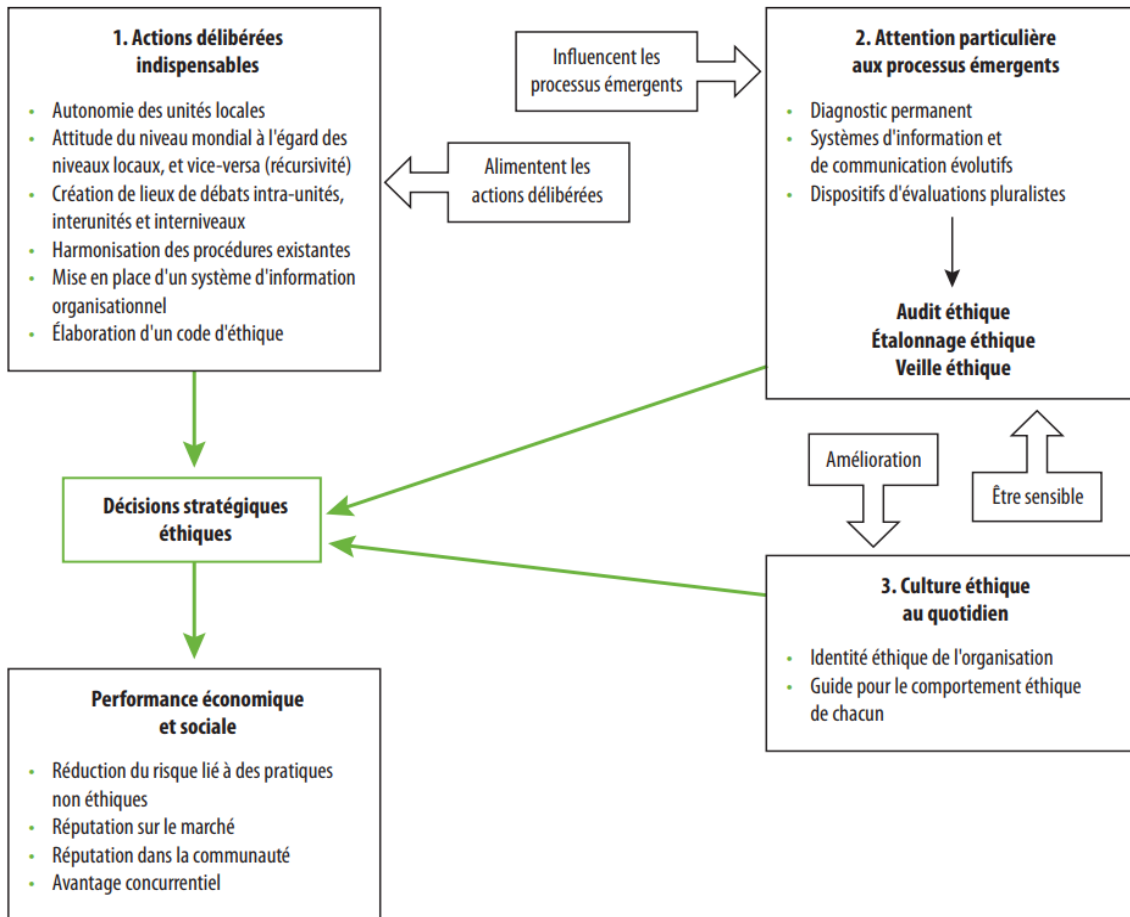 1. Actions délibérées
indispensables
• Autonomie des unités locales
• Attitude du niveau mondial à l'égard des
niveaux locaux, et vice-versa (récursivité)
• Création de lieux de débats intra-unités,
interunités et interniveaux
• Harmonisation des procédures existantes
• Mise en place d'un système d'information
organisationnel
• Élaboration d'un code d'éthique
Influencent les
processus émergents
Alimentent les
actions délibérées
2. Attention particulière
aux processus émergents
• Diagnostic permanent
• Systèmes d'information et
de communication évolutifs
• Dispositifs d'évaluations pluralistes
Audit éthique
Étalonnage éthique
Veille éthique
Amélioration
Être sensible
Décisions stratégiques
éthiques
3. Culture éthique
au quotidien
• Identité éthique de l'organisation
• Guide pour le comportement éthique
de chacun
Performance économique
et sociale
• Réduction du risque lié à des pratiques
non éthiques
• Réputation sur le marché
• Réputation dans la communauté
• Avantage concurrentiel